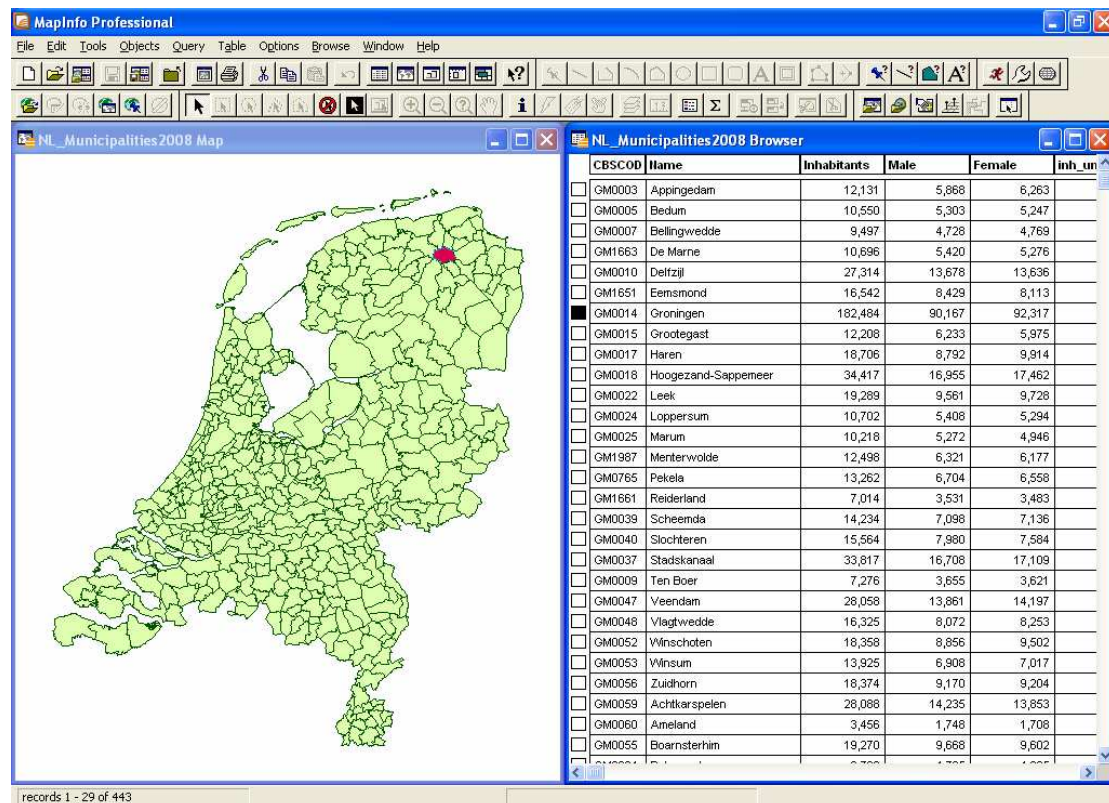 MapInfo Professional
File Edit Tools Objects Query Table Options Browse Window Help
NL_Municipalities2008 Map
NL_Municipalities2008 Browser
CBSCOD Name Inhabitants Male Female inh_un
GM0003 Appingedam 12,131 5,868 6,263
GM0005 Bedum 10,550 5,303 5,247
GM0007 Bellingwedde 9,497 4,728 4,769
GM1663 De Marne 10,696 5,420 5,276
GM0010 Delfzijl 27,314 13,678 13,636
GM1651 Eemsmond 16,542 8,429 8,113
GM0014 Groningen 182,484 90,167 92,317
GM0015 Grootegast 12,208 6,233 5,975
GM0017 Haren 18,706 8,792 9,914
GM0018 Hoogezand-Sappemeer 34,417 16,955 17,462
GM0022 Leek 19,289 9,561 9,728
GM0024 Loppersum 10,702 5,408 5,294
GM0025 Marum 10,218 5,272 4,946
GM1987 Menterwolde 12,498 6,321 6,177
GM0765 Pekela 13,262 6,704 6,558
GM1661 Reiderland 7,014 3,531 3,483
GM0039 Scheemda 14,234 7,098 7,136
GM0040 Slochteren 15,564 7,980 7,584
GM0037 Stadskanaal 33,817 16,708 17,109
GM0009 Ten Boer 7,276 3,655 3,621
GM0047 Veendam 28,058 13,861 14,197
GM0048 Vlagtwedde 16,325 8,072 8,253
GM0052 Winschoten 18,358 8,856 9,502
GM0053 Winsum 13,925 6,908 7,017
GM0056 Zuidhorn 18,374 9,170 9,204
GM0059 Achtkarspelen 28,088 14,235 13,853
GM0060 Ameland 3,456 1,748 1,708
GM0055 Boarnsterhim 19,270 9,668 9,602
records 1 - 29 of 443